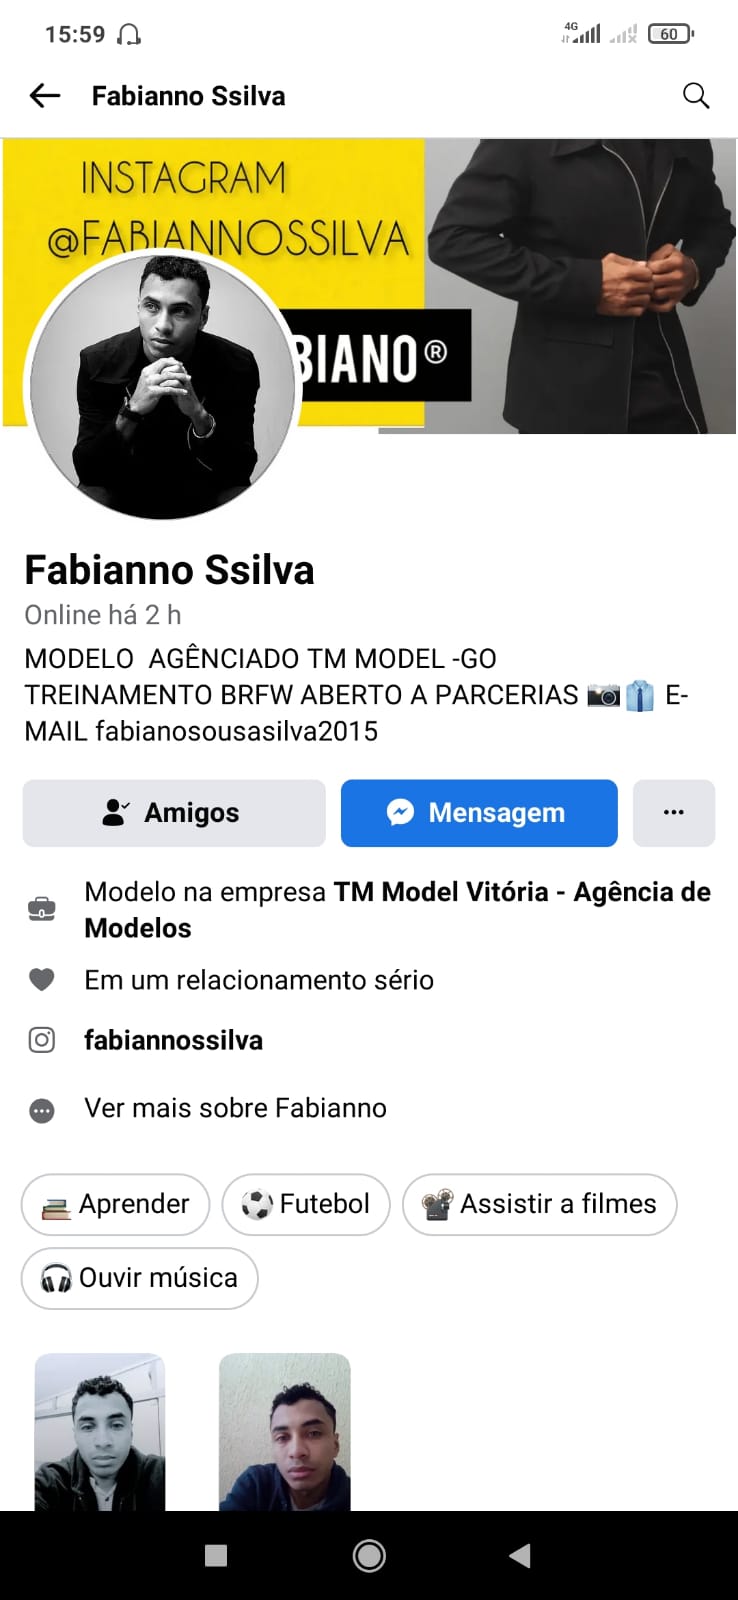 15:59
4G
60
Fabianno Ssilva
INSTAGRAM
@FABIANNOSSILVA
BIANO®
Fabianno Ssilva
Online há 2 h
MODELO AGÊNCIADO TM MODEL -GO
TREINAMENTO BRFW ABERTO A PARCERIAS 📷👔 E-
MAIL fabianosousasilva2015
Amigos
Mensagem
Modelo na empresa TM Model Vitória - Agência de
Modelos
Em um relacionamento sério
fabiannossilva
Ver mais sobre Fabianno
Aprender
Futebol
Assistir a filmes
Ouvir música